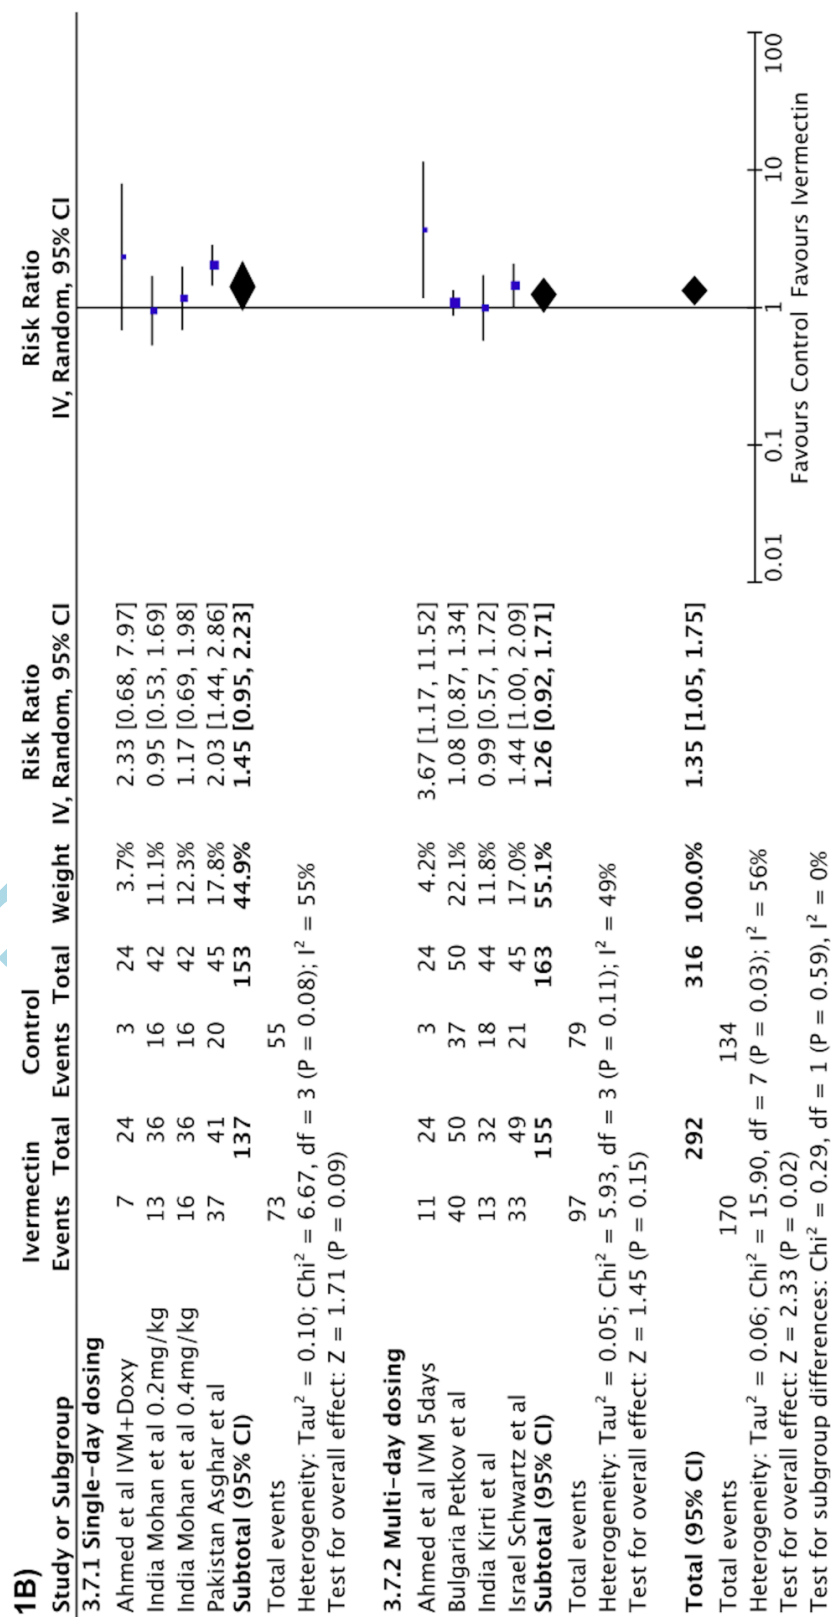 1B)
Ivermectin Control Risk Ratio Risk Ratio
Study or Subgroup Events Total Events Total Weight IV, Random, 95% CI IV, Random, 95% CI
3.7.1 Single-day dosing
Ahmed et al IVM+Doxy 7 24 3 24 3.7% 2.33 [0.68, 7.97]
India Mohan et al 0.2mg/kg 13 36 16 42 11.1% 0.95 [0.53, 1.69]
India Mohan et al 0.4mg/kg 16 36 16 42 12.3% 1.17 [0.69, 1.98]
Pakistan Asghar et al 37 41 20 45 17.8% 2.03 [1.44, 2.86]
Subtotal (95% CI) 137 153 44.9% 1.45 [0.95, 2.23]
Total events 73 55
Heterogeneity: Tau² = 0.10; Chi² = 6.67, df = 3 (P = 0.08); I² = 55%
Test for overall effect: Z = 1.71 (P = 0.09)
3.7.2 Multi-day dosing
Ahmed et al IVM 5days 11 24 3 24 4.2% 3.67 [1.17, 11.52]
Bulgaria Petkov et al 40 50 37 50 22.1% 1.08 [0.87, 1.34]
India Kirti et al 13 32 18 44 11.8% 0.99 [0.57, 1.72]
Israel Schwartz et al 33 49 21 45 17.0% 1.44 [1.00, 2.09]
Subtotal (95% CI) 155 163 55.1% 1.26 [0.92, 1.71]
Total events 97 79
Heterogeneity: Tau² = 0.05; Chi² = 5.93, df = 3 (P = 0.11); I² = 49%
Test for overall effect: Z = 1.45 (P = 0.15)
Total (95% CI) 292 316 100.0% 1.35 [1.05, 1.75]
Total events 170 134
Heterogeneity: Tau² = 0.06; Chi² = 15.90, df = 7 (P = 0.03); I² = 56%
Test for overall effect: Z = 2.33 (P = 0.02)
Test for subgroup differences: Chi² = 0.29, df = 1 (P = 0.59), I² = 0%
0.01 0.1 1 10 100
Favours Control Favours Ivermectin